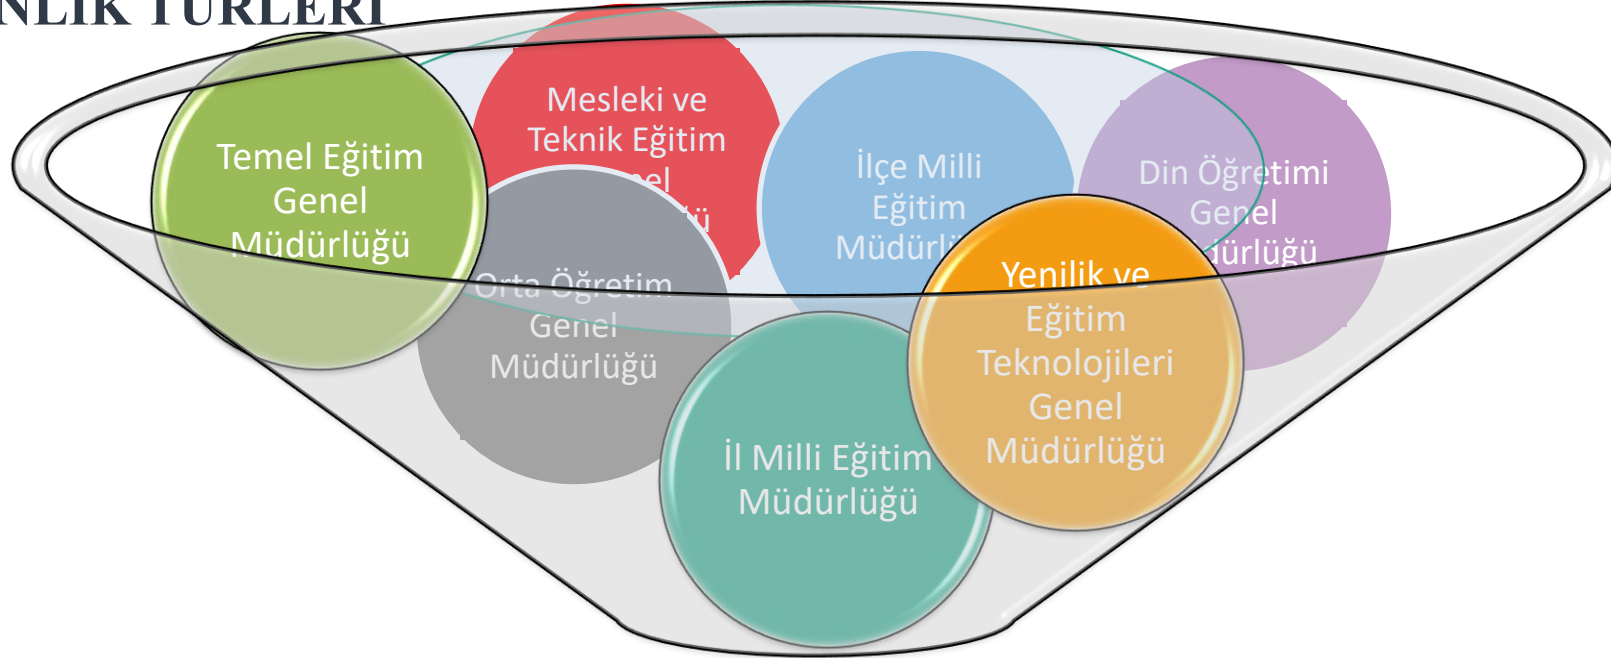 NLIK TÜRLERİ
Temel Eğitim
Genel
Müdürlüğü
Mesleki ve
Teknik Eğitim
Orta Öğretim
Genel
Müdürlüğü
İlçe Milli
Eğitim
Din Öğretimi
Genel
Yenilik ve
Eğitim
Teknolojileri
Genel
Müdürlüğü
İl Milli Eğitim
Müdürlüğü